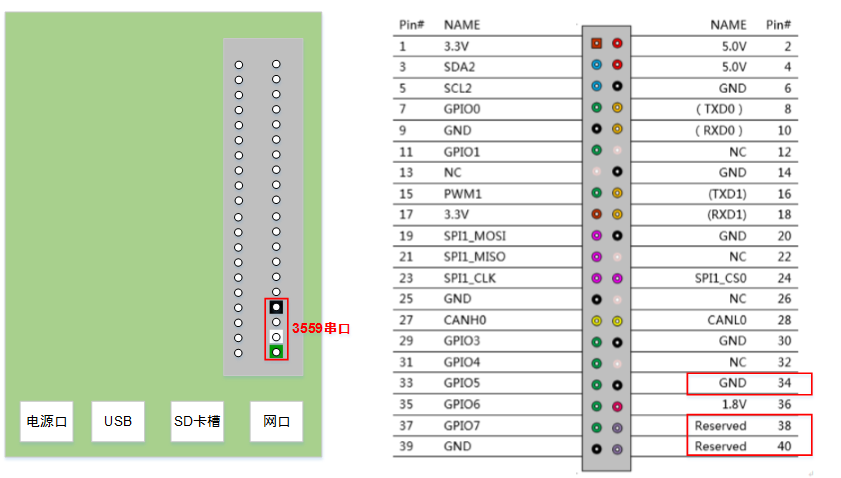 3559串口
电源口 USB SD卡槽 网口
Pin# NAME NAME Pin#
1 3.3V 5.0V 2
3 SDA2 5.0V 4
5 SCL2 GND 6
7 GPIO0 ( TXD0 ) 8
9 GND ( RXD0 ) 10
11 GPIO1 NC 12
13 NC GND 14
15 PWM1 (TXD1) 16
17 3.3V (RXD1) 18
19 SPI1_MOSI GND 20
21 SPI1_MISO NC 22
23 SPI1_CLK SPI1_CS0 24
25 GND NC 26
27 CANH0 CANL0 28
29 GPIO3 GND 30
31 GPIO4 NC 32
33 GPIO5 GND 34
35 GPIO6 1.8V 36
37 GPIO7 Reserved 38
39 GND Reserved 40